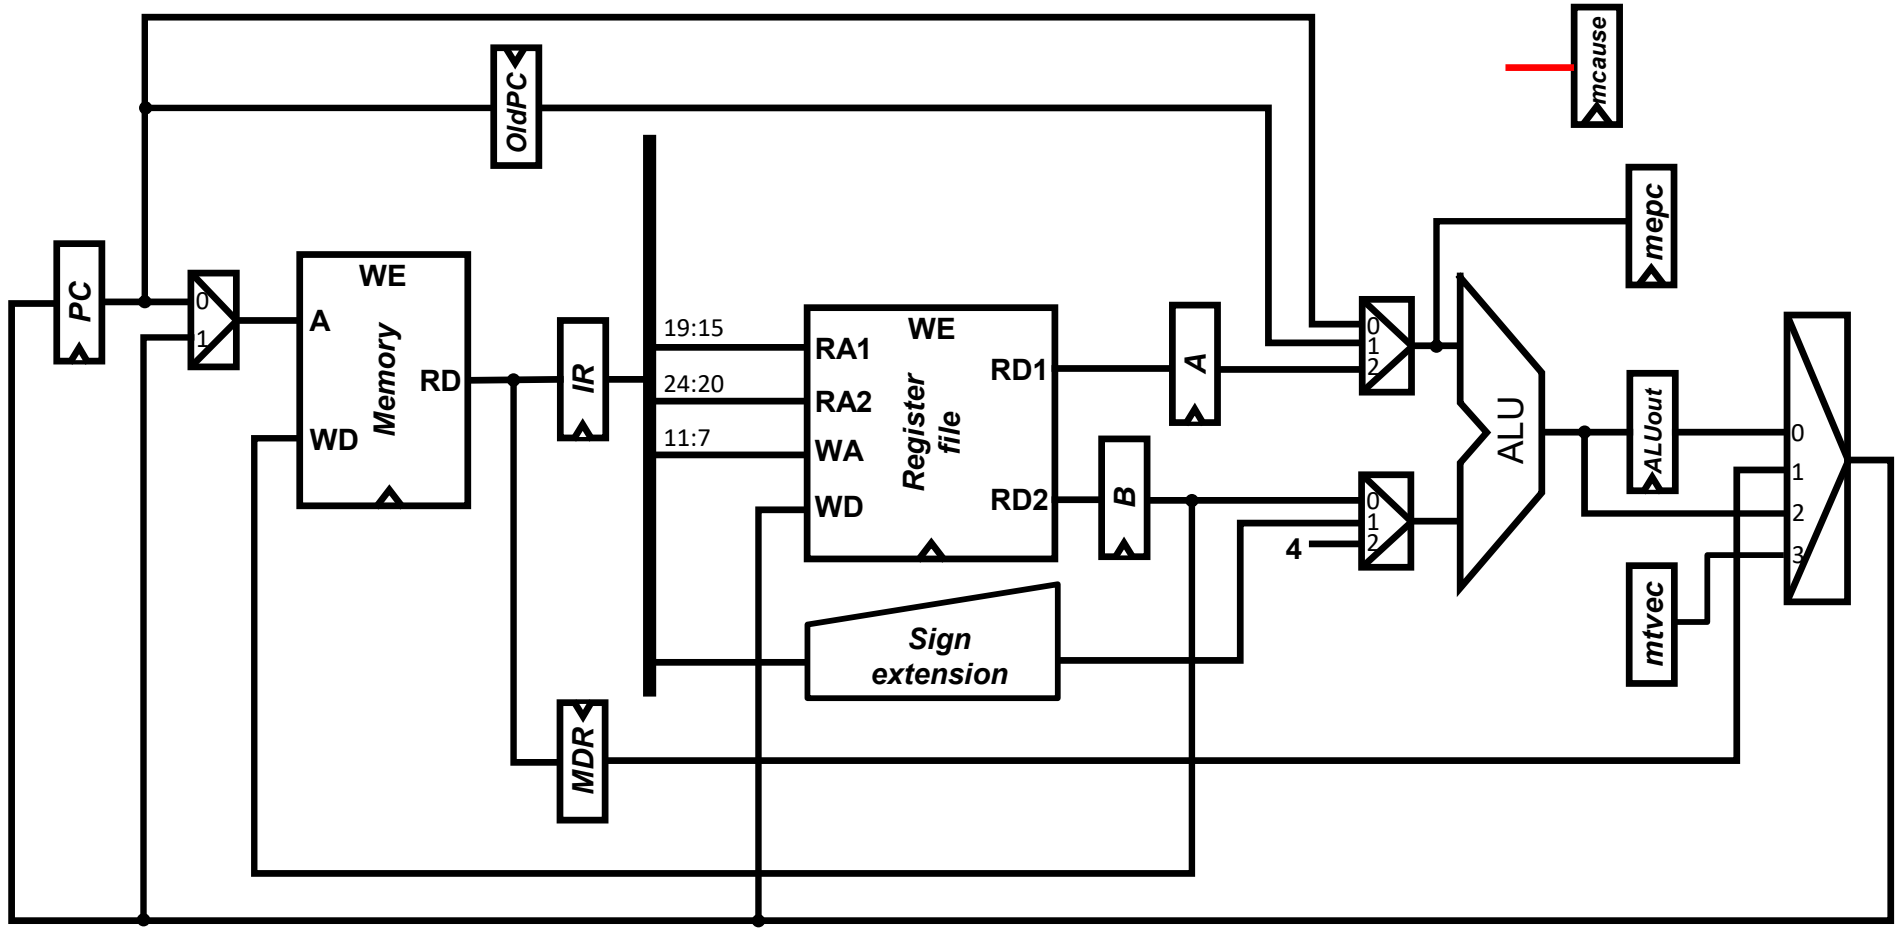 OldPC
mcause
mepc
PC
0
1
WE
A
Memory
RD
WD
IR
19:15
24:20
11:7
WE
RA1
RA2
WA
WD
Register
file
RD1
RD2
A
B
0
1
2
0
1
2
4
ALU
ALUout
mtvec
0
1
2
3
Sign
extension
MDR